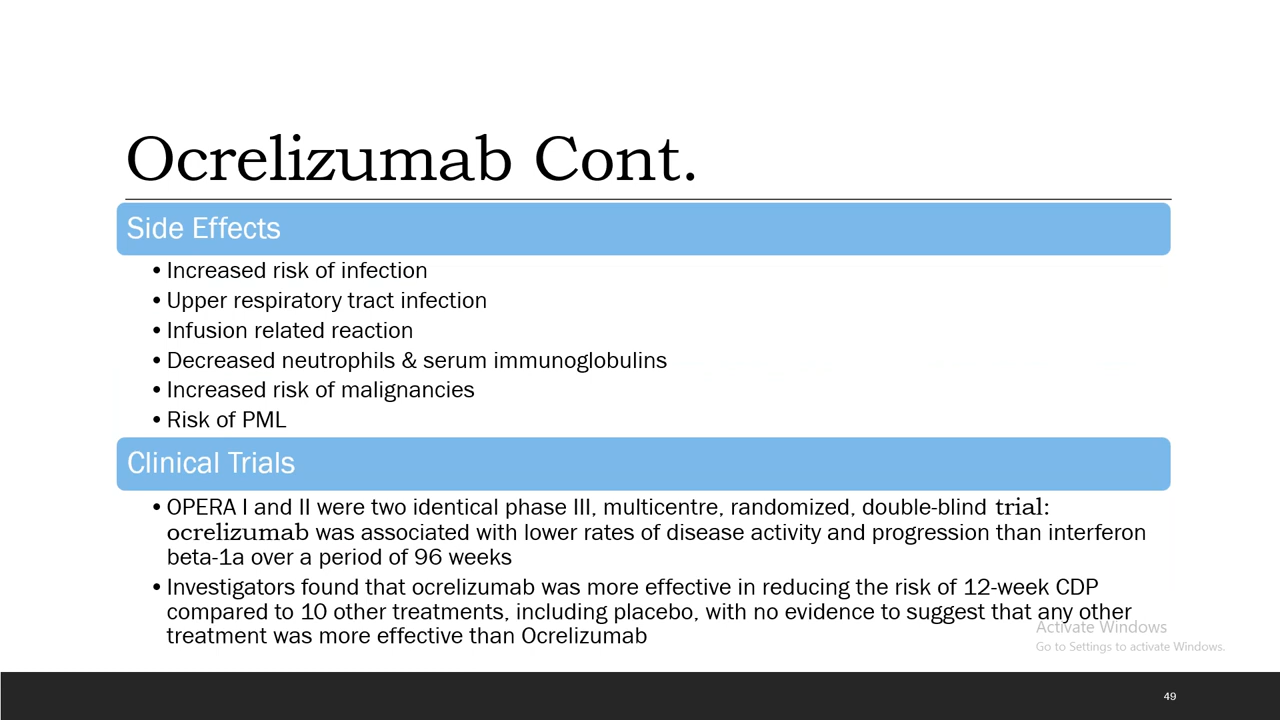 Ocrelizumab Cont.
Side Effects
• Increased risk of infection
• Upper respiratory tract infection
• Infusion related reaction
• Decreased neutrophils & serum immunoglobulins
• Increased risk of malignancies
• Risk of PML
Clinical Trials
• OPERA I and II were two identical phase III, multicentre, randomized, double-blind trial:
ocrelizumab was associated with lower rates of disease activity and progression than interferon
beta-1a over a period of 96 weeks
• Investigators found that ocrelizumab was more effective in reducing the risk of 12-week CDP
compared to 10 other treatments, including placebo, with no evidence to suggest that any other
treatment was more effective than Ocrelizumab
Activate Windows
Go to Settings to activate Windows.
49